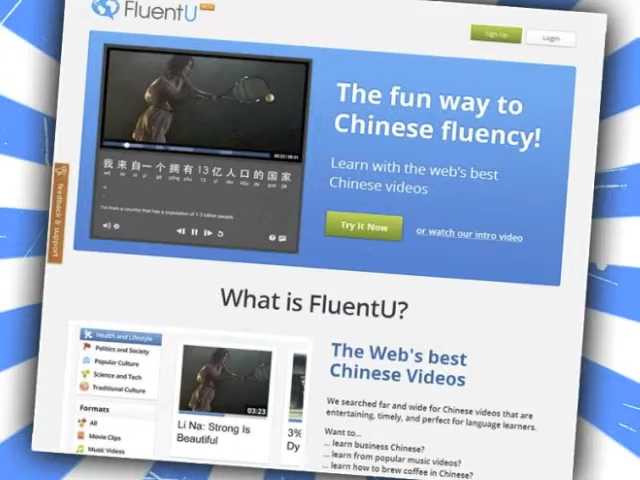 FluentU BETA
Sign Up
Login
The fun way to
Chinese fluency!
Learn with the web's best
Chinese videos
Try It Now
or watch our intro video
我来自一个拥有13亿人口的国家
I'm from a country that has a population of 1.3 billion people.
feedback & support
What is FluentU?
Health and Lifestyle
Politics and Society
Popular Culture
Science and Tech
Traditional Culture
Formats
All
Movie Clips
Music Videos
03:23
Li Na: Strong Is
Beautiful
3%
Dy
The Web's best
Chinese Videos
We searched far and wide for Chinese videos that are
entertaining, timely, and perfect for language learners.
Want to...
... learn business Chinese?
... learn from popular music videos?
... learn how to brew coffee in Chinese?